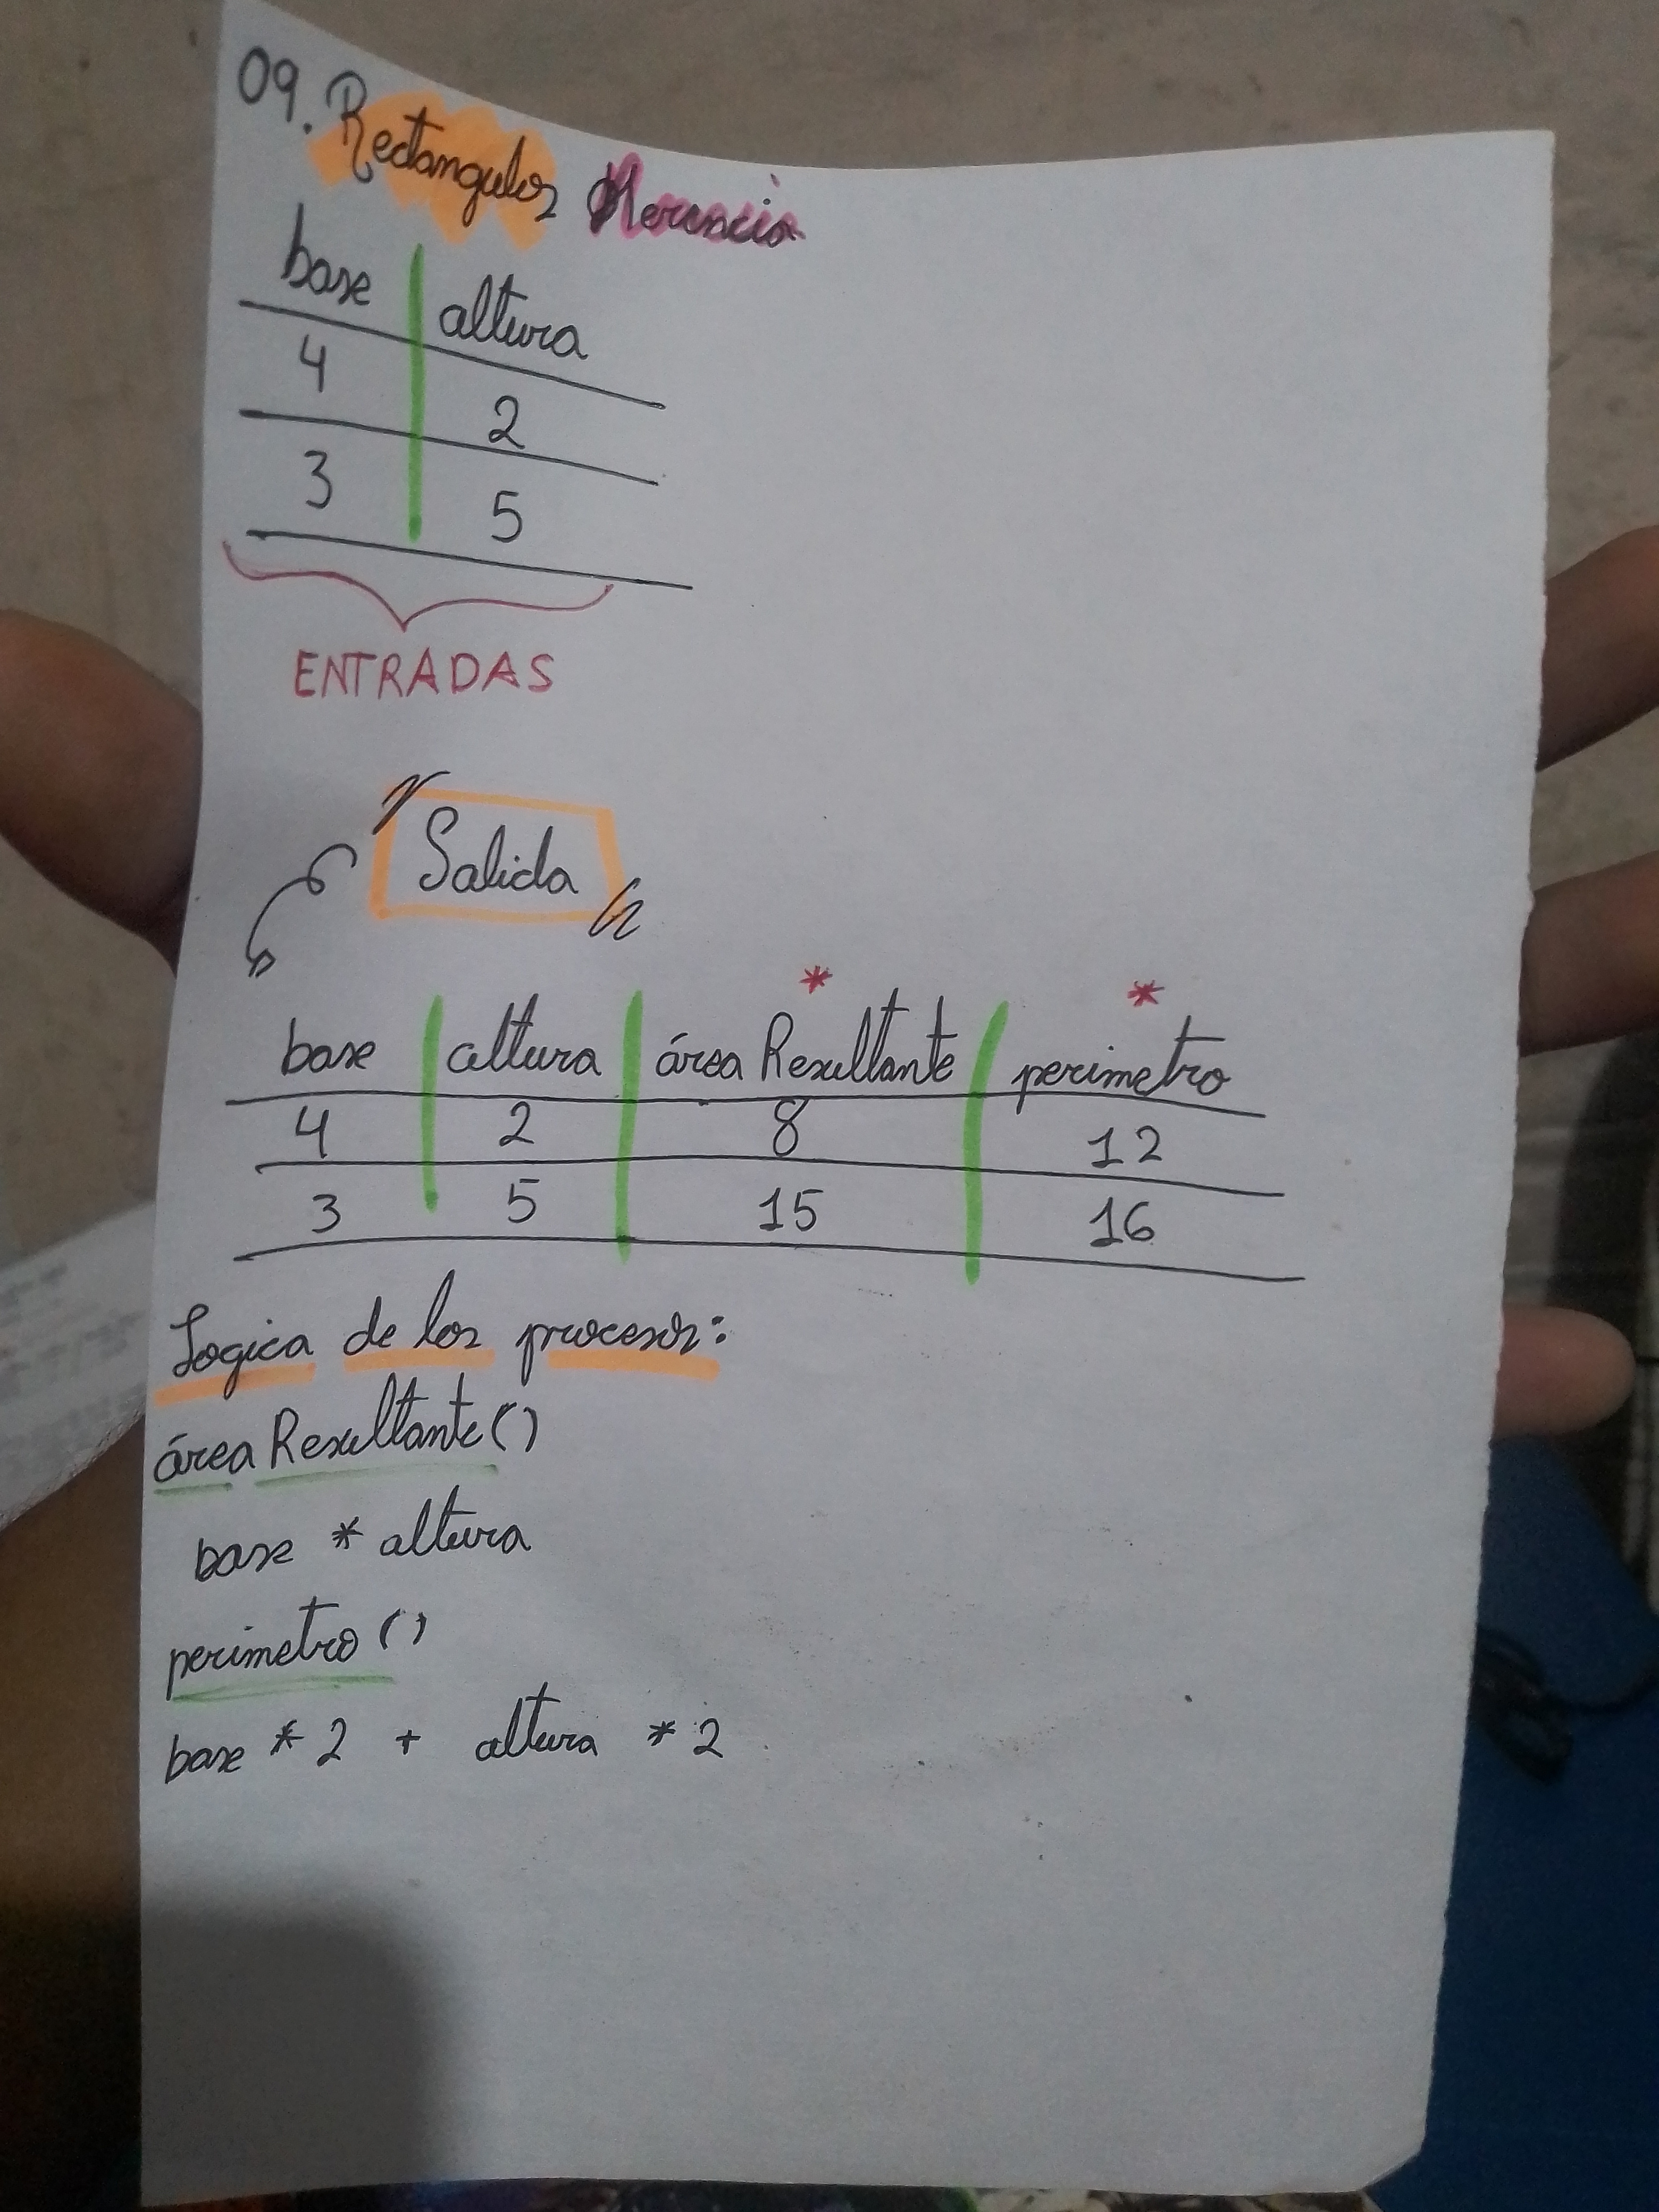 09. Rectangulos Herencia
base altura
4 2
3 5
ENTRADAS
Salida
* *
base altura área Resultante perimetro
4 2 8 12
3 5 15 16
Logica de los procesos:
área Resultante()
base * altura
perimetro ()
base * 2 + altura * 2